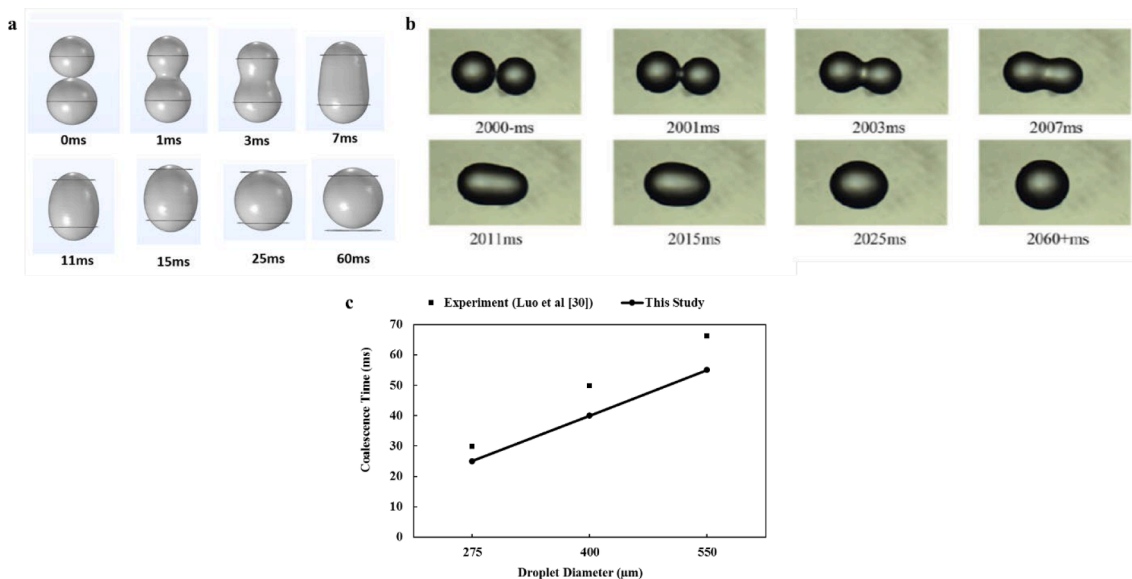 a
0ms 1ms 3ms 7ms
11ms 15ms 25ms 60ms
b
2000-ms 2001ms 2003ms 2007ms
2011ms 2015ms 2025ms 2060+ms
c
Experiment (Luo et al [30]) This Study
70
60
50
40
30
20
10
0
Coalescence Time (ms)
275 400 550
Droplet Diameter (µm)